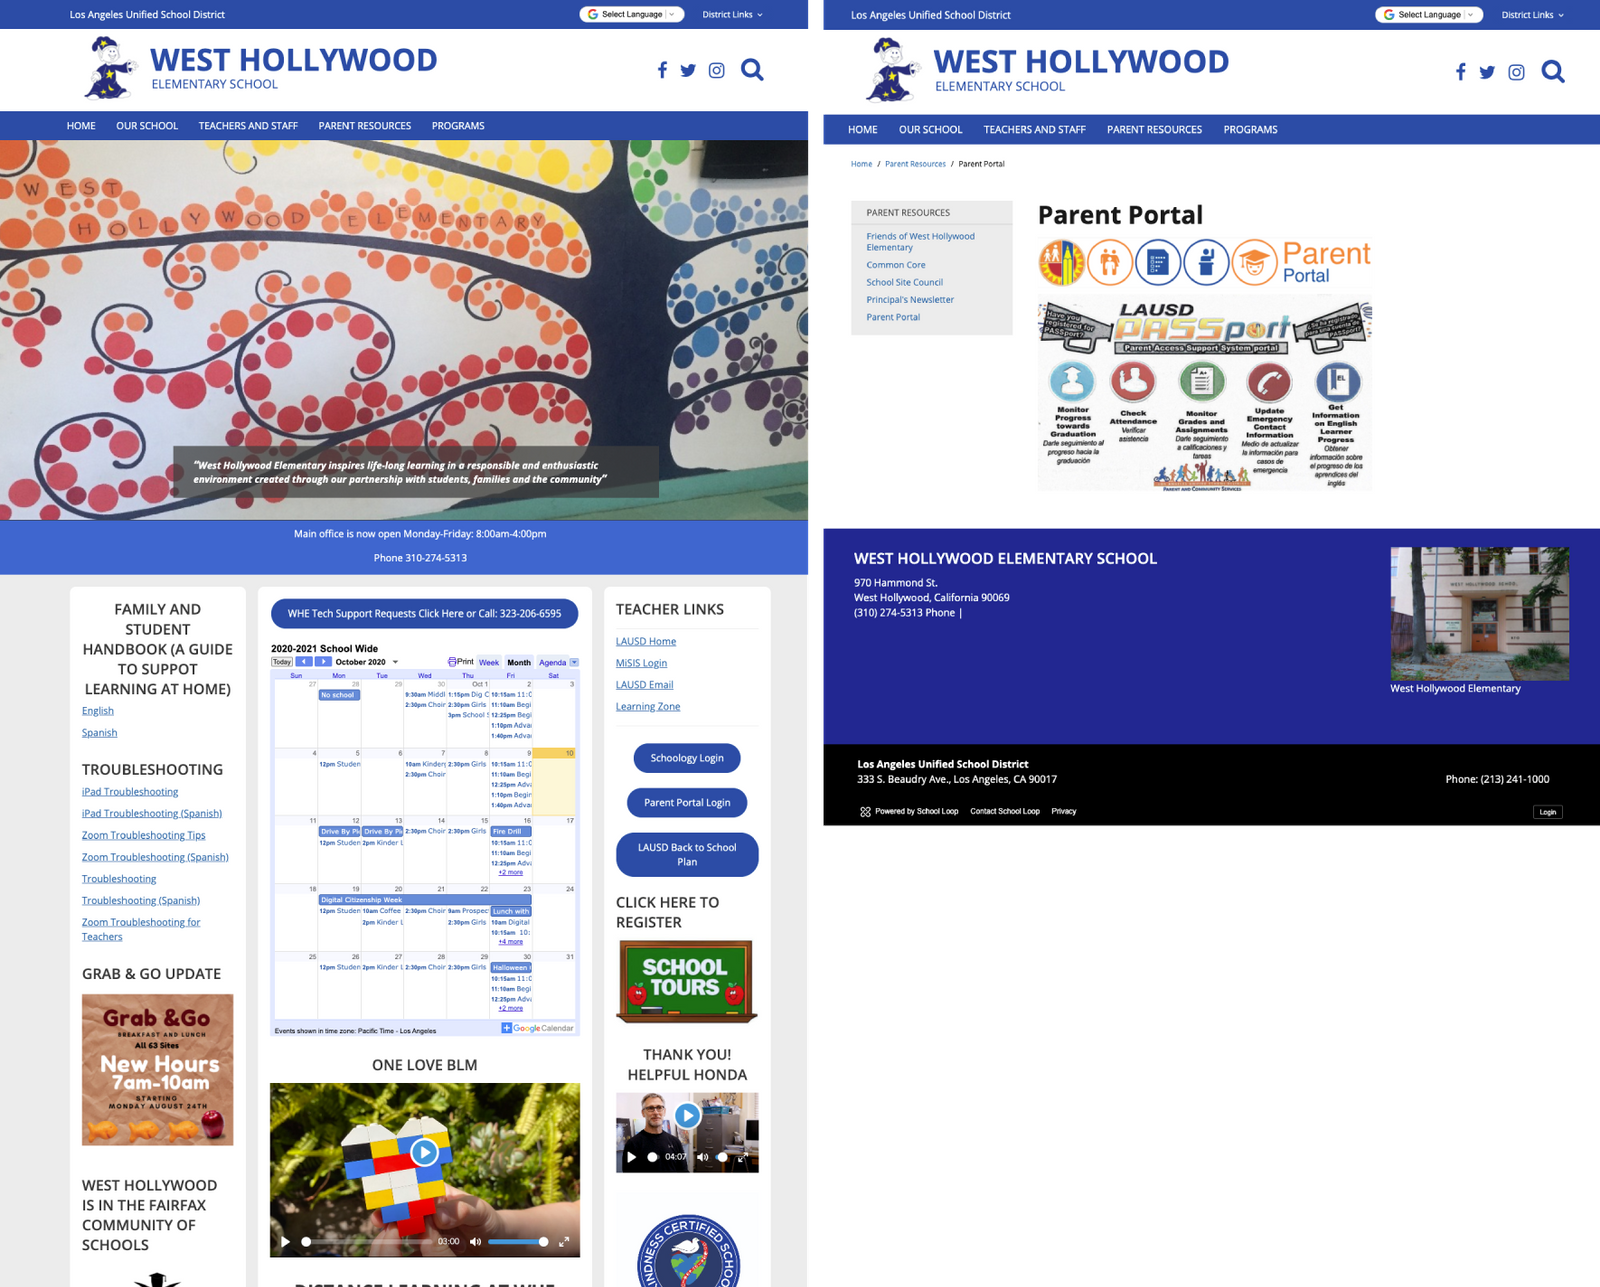 Los Angeles Unified School District
Select Language
District Links
WEST HOLLYWOOD
ELEMENTARY SCHOOL
HOME OUR SCHOOL TEACHERS AND STAFF PARENT RESOURCES PROGRAMS
WEST
HOLLYWOOD ELEMENTARY
"West Hollywood Elementary inspires life-long learning in a responsible and enthusiastic
environment created through our partnership with students, families and the community"
Main office is now open Monday-Friday: 8:00am-4:00pm
Phone 310-274-5313
FAMILY AND
STUDENT
HANDBOOK (A GUIDE
TO SUPPOT
LEARNING AT HOME)
English
Spanish
TROUBLESHOOTING
iPad Troubleshooting
iPad Troubleshooting (Spanish)
Zoom Troubleshooting Tips
Zoom Troubleshooting (Spanish)
Troubleshooting
Troubleshooting (Spanish)
Zoom Troubleshooting for
Teachers
GRAB & GO UPDATE
Grab & Go
BREAKFAST AND LUNCH
All 63 Sites
New Hours
7am-10am
STARTING
MONDAY AUGUST 24TH
WEST HOLLYWOOD
IS IN THE FAIRFAX
COMMUNITY OF
SCHOOLS
WHE Tech Support Requests Click Here or Call: 323-206-6595
2020-2021 School Wide
Today October 2020 Print Week Month Agenda
Sun Mon Tue Wed Thu Fri Sat
27 28 29 30 Oct 1 2 3
No school
9:30am Middl 1:15pm Dig C 10:15am 11:0
2:30pm Choir 2:30pm Girls 11:10am Begi
3pm School S 12:25pm Begi
1:10pm Adva
1:40pm Adva
4 5 6 7 8 9 10
12pm Studen 10am Kinderg 2:30pm Girls 10:15am 11:0
2:30pm Choir 11:10am Begi
12:25pm Adva
1:10pm Begin
1:40pm Adva
11 12 13 14 15 16 17
Drive By Pi Drive By Pi 2:30pm Choir 2:30pm Girls Fire Drill
12pm Studen 2pm Kinder L 10:15am 11:0
11:10am Begi
12:25pm Adva
+2 more
18 19 20 21 22 23 24
Digital Citizenship Week
12pm Studen 10am Coffee 2:30pm Choir 9am Prospec Lunch with
2pm Kinder L 2:30pm Girls 10am Digital
10:15am 10:
+4 more
25 26 27 28 29 30 31
12pm Studen 2pm Kinder L 2:30pm Choir 2:30pm Girls Halloween
10:15am 11:0
11:10am Begi
12:25pm Adva
+2 more
Events shown in time zone: Pacific Time - Los Angeles
Google Calendar
ONE LOVE BLM
03:00
DISTANCE LEARNING AT WHE
TEACHER LINKS
LAUSD Home
MiSIS Login
LAUSD Email
Learning Zone
Schoology Login
Parent Portal Login
LAUSD Back to School
Plan
CLICK HERE TO
REGISTER
SCHOOL
TOURS
THANK YOU!
HELPFUL HONDA
04:07
KINDNESS CERTIFIED SCHOOL
Los Angeles Unified School District
Select Language
District Links
WEST HOLLYWOOD
ELEMENTARY SCHOOL
HOME OUR SCHOOL TEACHERS AND STAFF PARENT RESOURCES PROGRAMS
Home / Parent Resources / Parent Portal
PARENT RESOURCES
Friends of West Hollywood
Elementary
Common Core
School Site Council
Principal's Newsletter
Parent Portal
Parent Portal
Parent
Portal
Have you
registered for
PASSport?
LAUSD
PASSport
Parent Access Support System portal
Monitor
Progress
towards
Graduation
Darle seguimiento al
progreso hacia la
graduación
Check
Attendance
Verificar
asistencia
Monitor
Grades and
Assignments
Darle seguimiento
a calificaciones y
tareas
Update
Emergency
Contact
Information
Medio de actualizar
la información para
casos de
emergencia
EL
Get
Information
on English
Learner
Progress
Obtener
información sobre
el progreso de los
aprendices del
inglés
PARENT AND COMMUNITY SERVICES
WEST HOLLYWOOD ELEMENTARY SCHOOL
970 Hammond St.
West Hollywood, California 90069
(310) 274-5313 Phone |
WEST HOLLYWOOD SCHOOL
West Hollywood Elementary
Los Angeles Unified School District
333 S. Beaudry Ave., Los Angeles, CA 90017
Phone: (213) 241-1000
Powered by School Loop Contact School Loop Privacy
Login